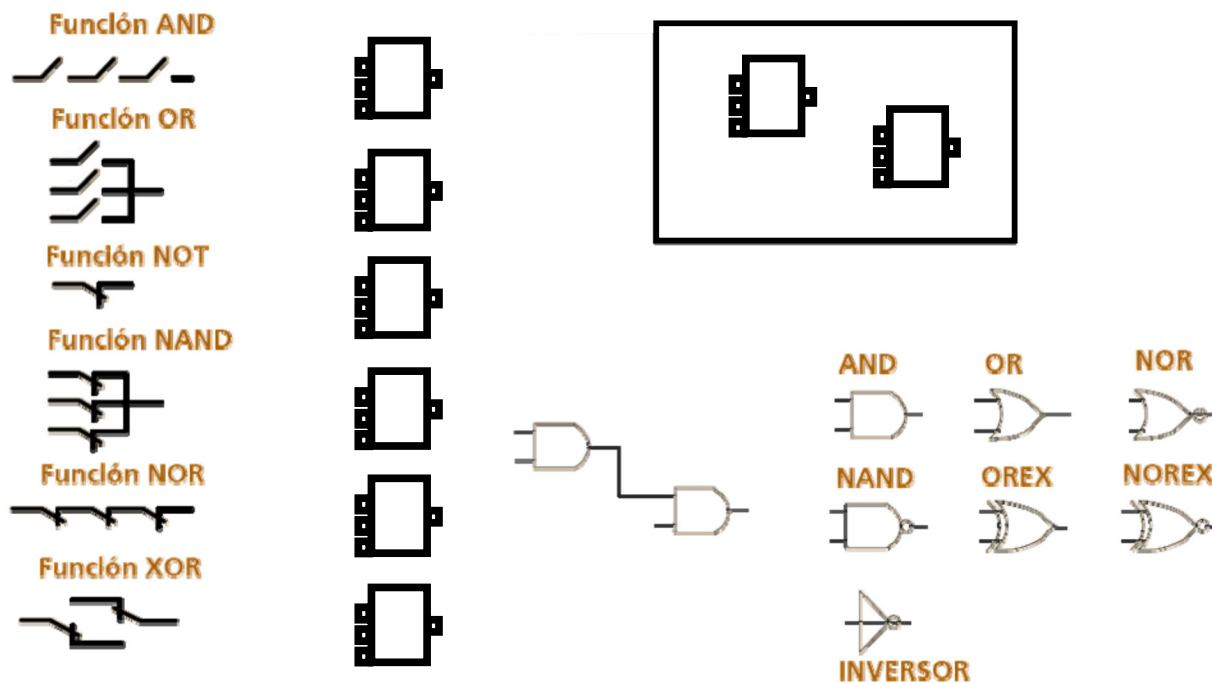 Función AND
Función OR
Función NOT
Función NAND
Función NOR
Función XOR
AND OR NOR
NAND OREX NOREX
INVERSOR